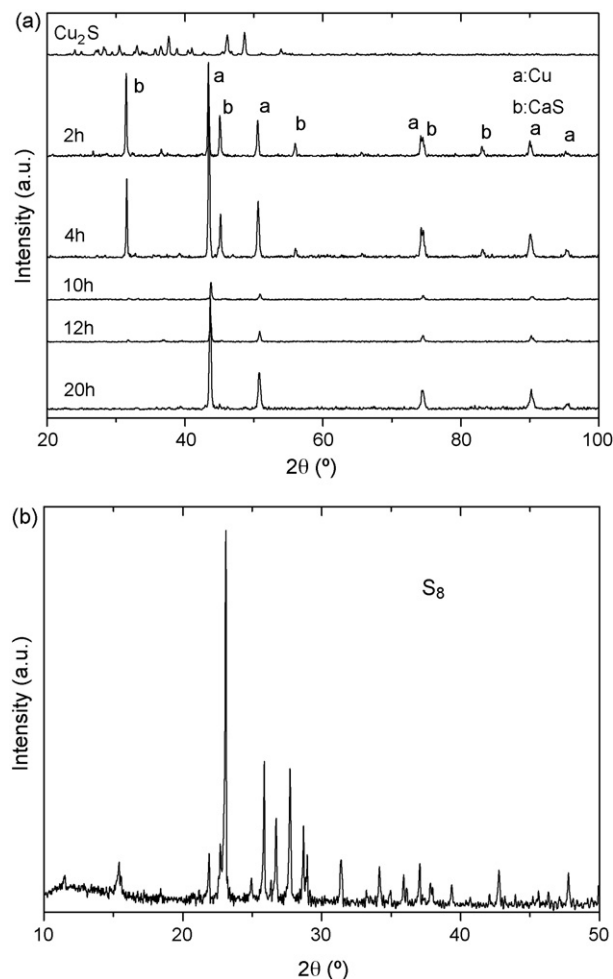 (a)
Cu₂S
a:Cu
b:CaS
b
a
b
a
b
a
b
b
a
a
2h
4h
10h
12h
20h
Intensity (a.u.)
20
40
60
80
100
2θ (º)
(b)
S₈
Intensity (a.u.)
10
20
30
40
50
2θ (º)